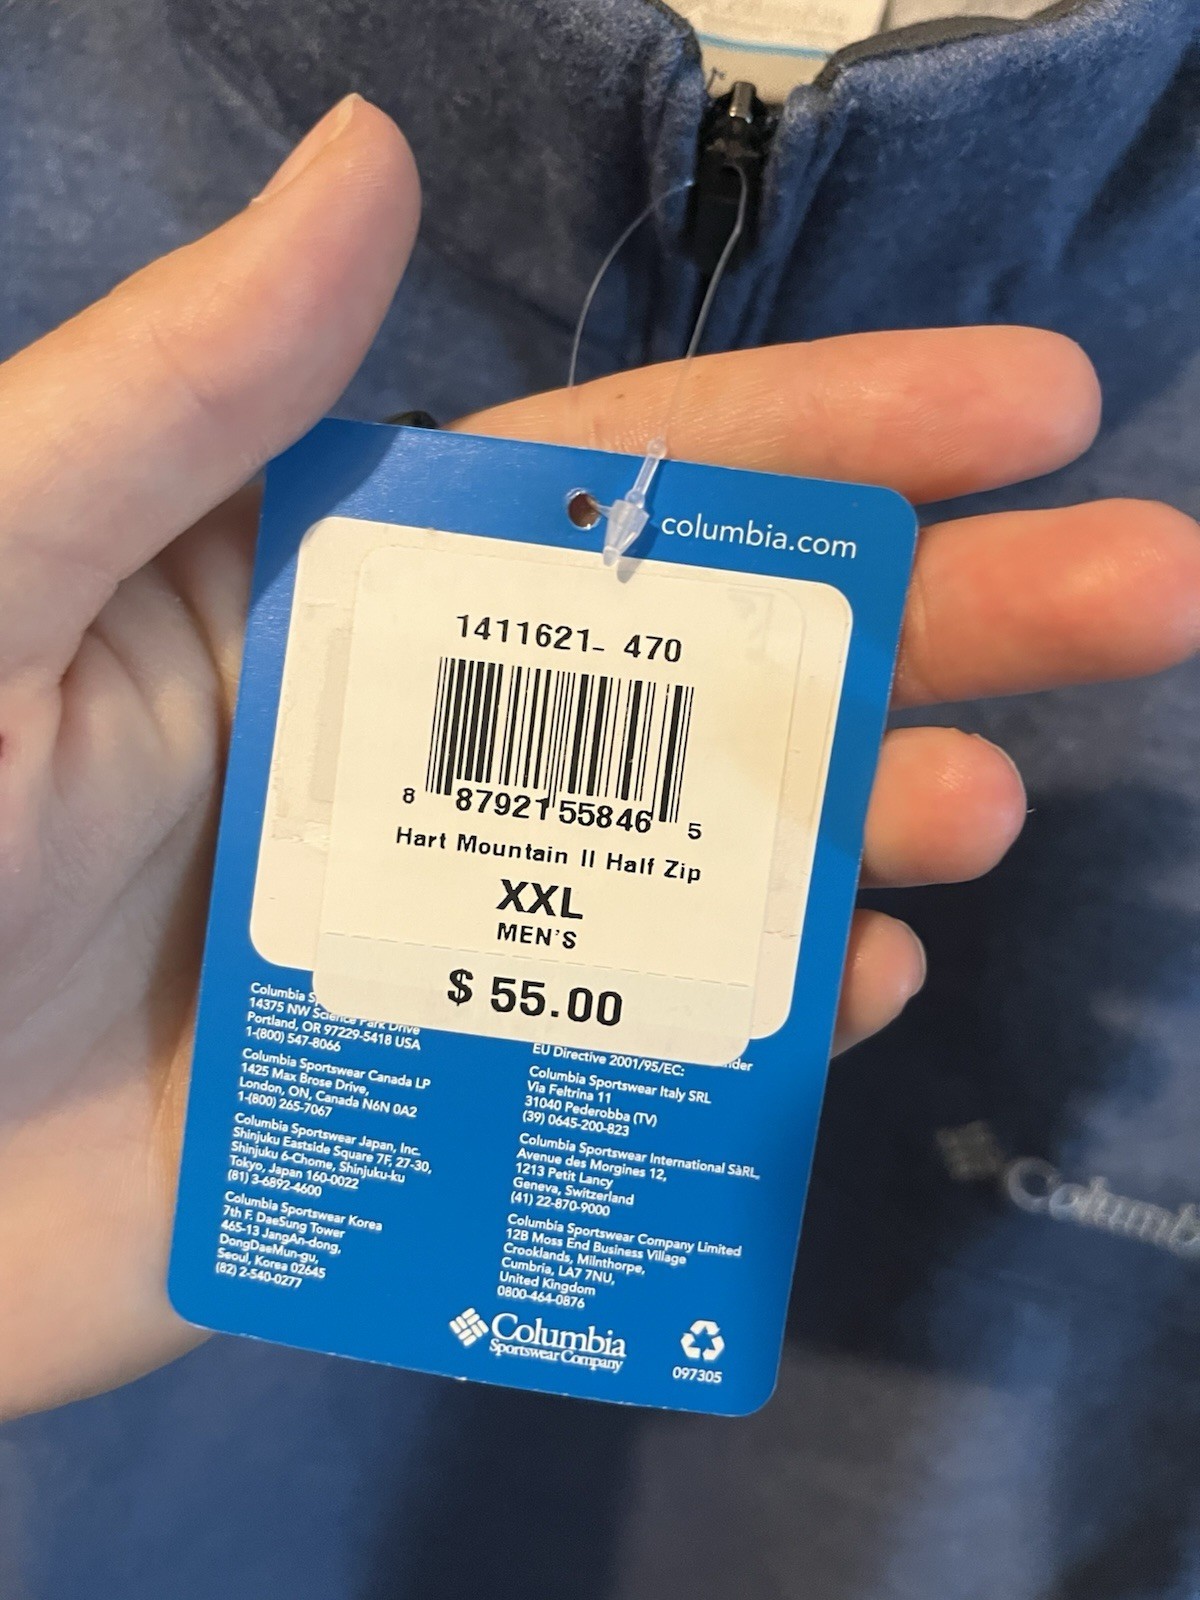 columbia.com
1411621- 470
8 87921 55846 5
Hart Mountain II Half Zip
XXL
MEN'S
$ 55.00
Columbia
14375 NW Science Park Drive
Portland, OR 97229-5418 USA
1-(800) 547-8066
Columbia Sportswear Canada LP
1425 Max Brose Drive,
London, ON, Canada N6N 0A2
1-(800) 265-7067
Columbia Sportswear Japan, Inc.
Shinjuku Eastside Square 7F, 27-30,
Shinjuku 6-Chome, Shinjuku-ku
Tokyo, Japan 160-0022
(81) 3-6892-4600
Columbia Sportswear Korea
7th F. DaeSung Tower
465-13 JangAn-dong,
DongDaeMun-gu,
Seoul, Korea 02645
(82) 2-540-0277
EU Directive 2001/95/EC:
Columbia Sportswear Italy SRL
Via Feltrina 11
31040 Pederobba (TV)
(39) 0645-200-823
Columbia Sportswear International SàRL,
Avenue des Morgines 12,
1213 Petit Lancy
Geneva, Switzerland
(41) 22-870-9000
Columbia Sportswear Company Limited
12B Moss End Business Village
Crooklands, Milnthorpe,
Cumbria, LA7 7NU,
United Kingdom
0800-464-0876
Columbia
Sportswear Company
097305
Columb